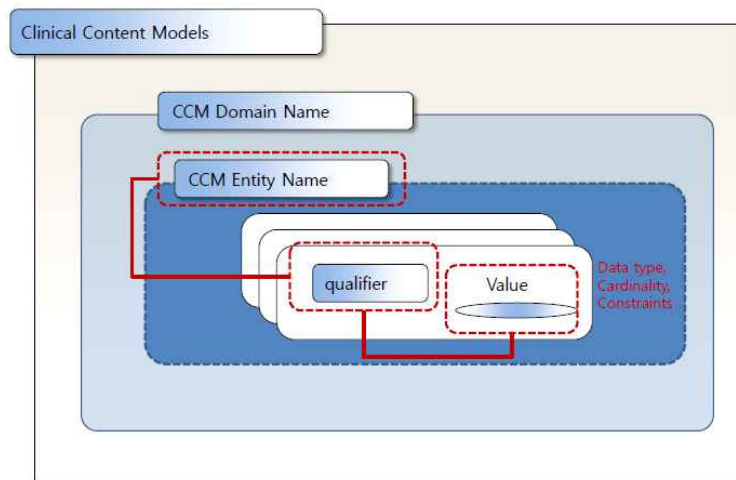 Clinical Content Models
CCM Domain Name
CCM Entity Name
qualifier
Value
Data type,
Cardinality,
Constraints